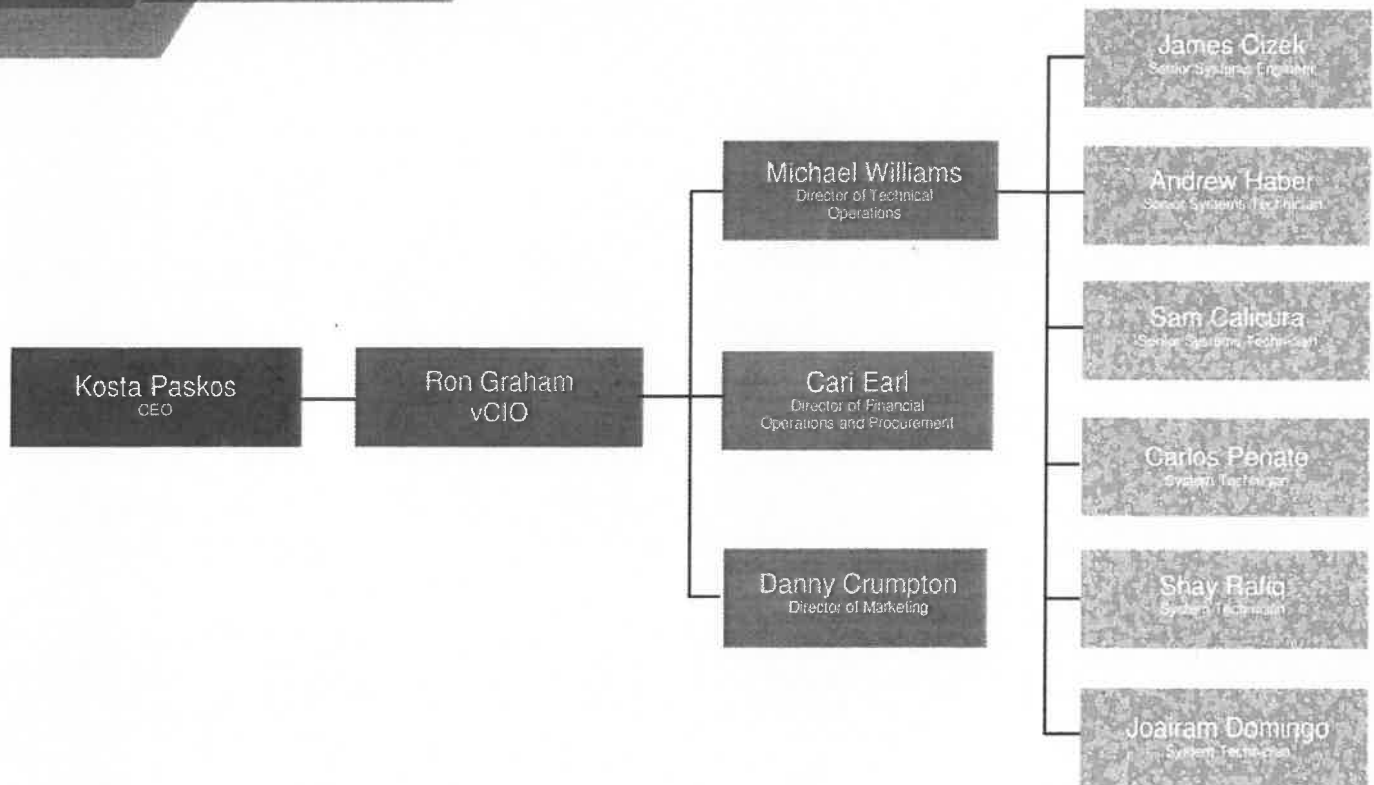 Kosta Paskos
CEO
Ron Graham
vCIO
Michael Williams
Director of Technical
Operations
Cari Earl
Director of Financial
Operations and Procurement
Danny Crumpton
Director of Marketing
James Cizek
Senior Systems Engineer
Andrew Haber
Senior Systems Technician
Sam Calicura
Senior Systems Technician
Carlos Penate
System Technician
Shay Rafiq
System Technician
Joairam Domingo
System Technician